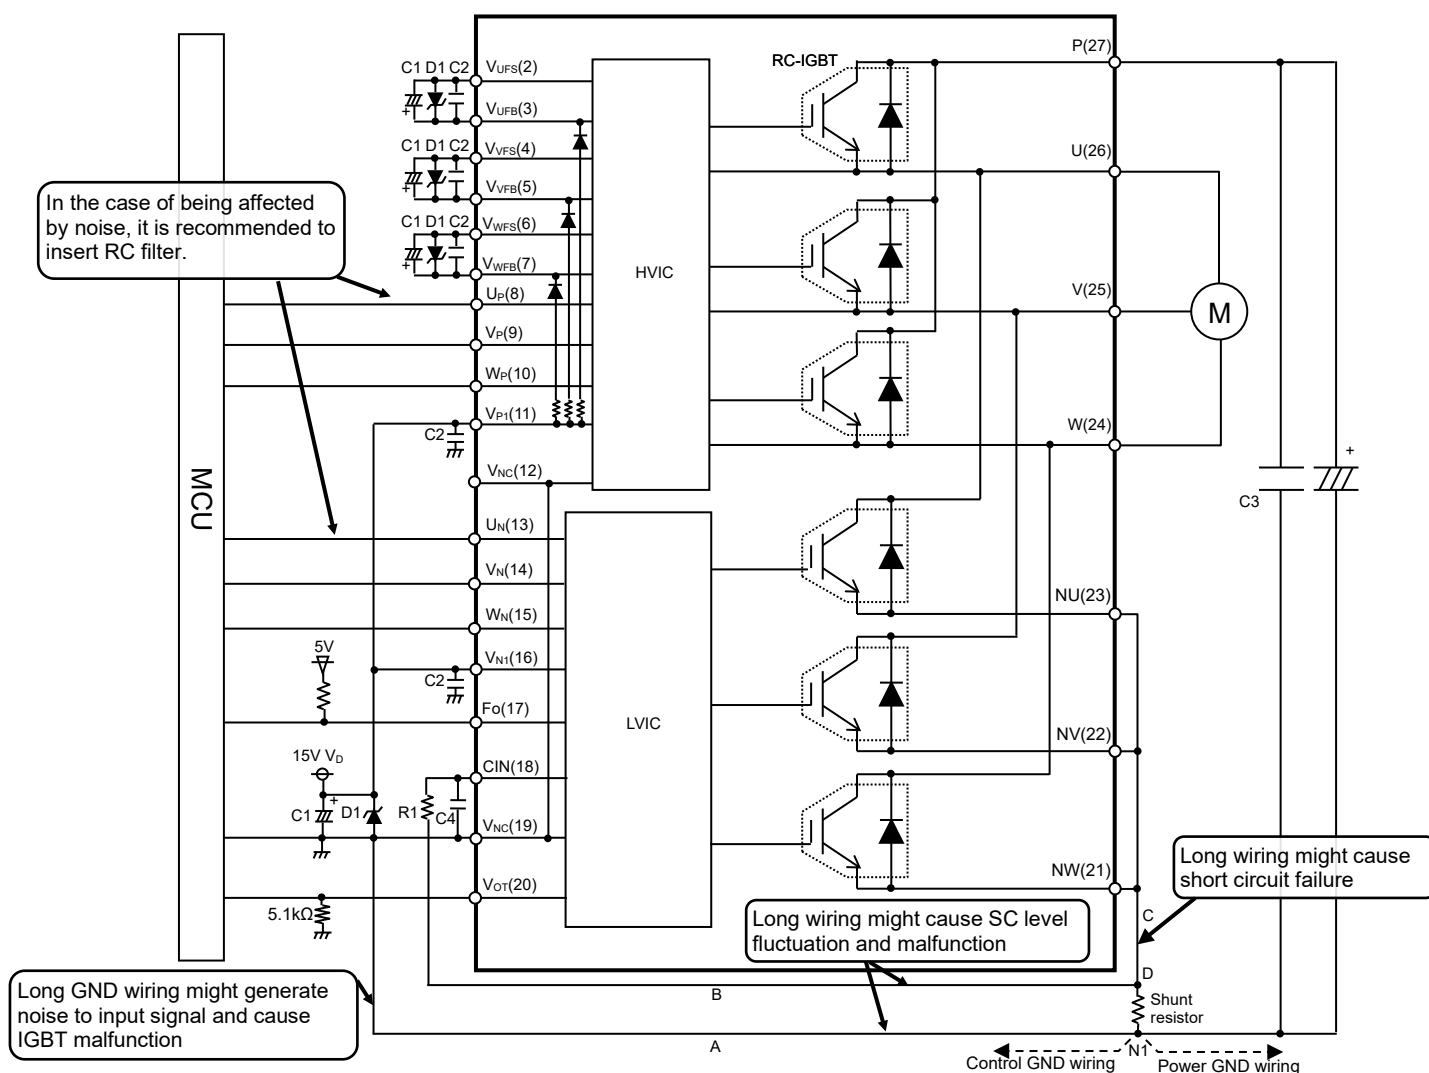 P(27)
RC-IGBT
C1 D1 C2
VUFS(2)
+
VUFB(3)
C1 D1 C2
VVFS(4)
U(26)
+
VVFB(5)
In the case of being affected
by noise, it is recommended to
insert RC filter.
C1 D1 C2
VWFS(6)
+
VWFB(7)
HVIC
UP(8)
V(25)
M
VP(9)
WP(10)
VP1(11)
C2
W(24)
+
VNC(12)
MCU
C3
UN(13)
VN(14)
NU(23)
WN(15)
5V
VN1(16)
C2
Fo(17)
LVIC
NV(22)
15V VD
CIN(18)
+
C1
D1
R1
C4
VNC(19)
Long wiring might cause
short circuit failure
NW(21)
VOT(20)
5.1kΩ
Long wiring might cause SC level
fluctuation and malfunction
C
D
Long GND wiring might generate
noise to input signal and cause
IGBT malfunction
B
Shunt
resistor
A
N1
Control GND wiring
Power GND wiring